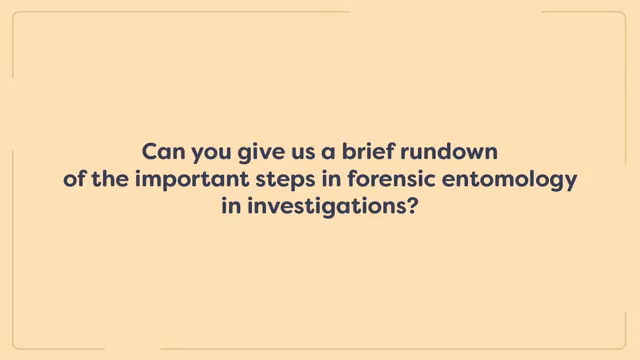 Can you give us a brief rundown
of the important steps in forensic entomology
in investigations?